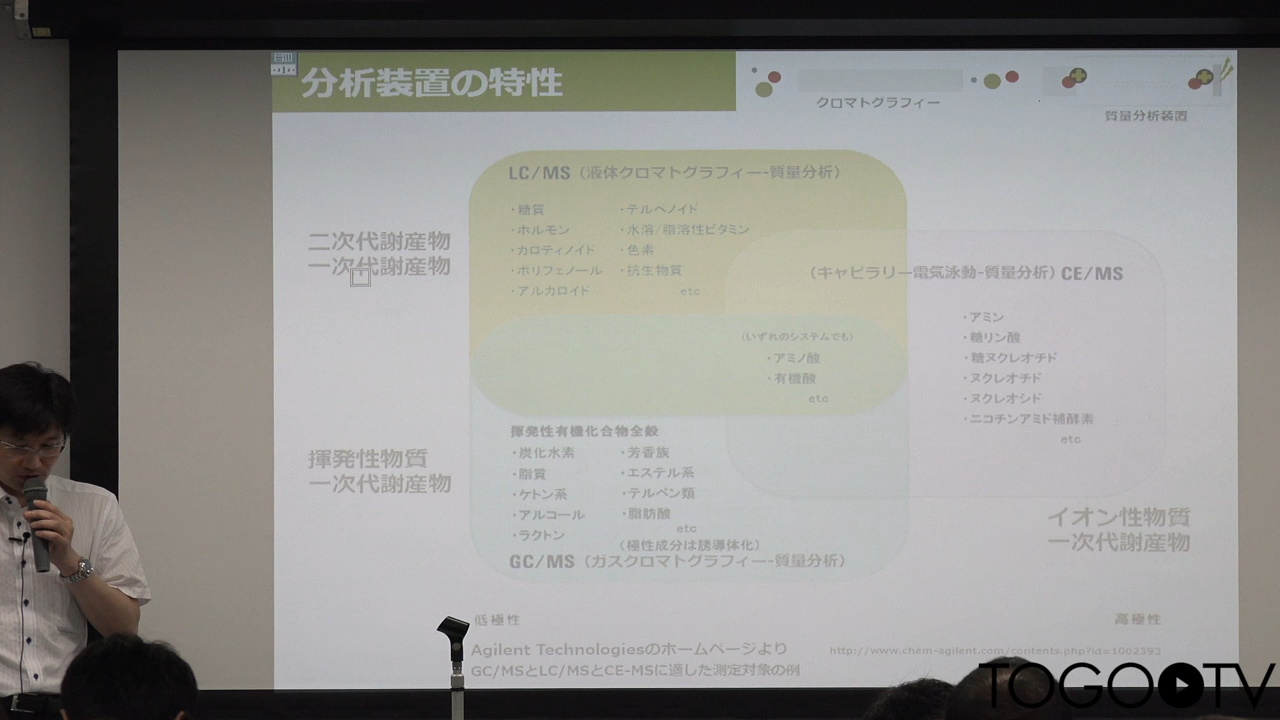 分析装置の特性
クロマトグラフィー
質量分析装置
LC/MS（液体クロマトグラフィー-質量分析）
・糖質 ・テルペノイド
・ホルモン ・水溶/脂溶性ビタミン
・カロティノイド ・色素
・ポリフェノール ・抗生物質
・アルカロイド etc
二次代謝産物
一次代謝産物
（キャピラリー電気泳動-質量分析）CE/MS
・アミン
・糖リン酸
・糖ヌクレオチド
・ヌクレオチド
・ヌクレオシド
・ニコチンアミド補酵素
etc
（いずれのシステムでも）
・アミノ酸
・有機酸
etc
揮発性有機化合物全般
・炭化水素 ・芳香族
・脂質 ・エステル系
・ケトン系 ・テルペン類
・アルコール ・脂肪酸
・ラクトン etc
（極性成分は誘導体化）
GC/MS（ガスクロマトグラフィー-質量分析）
揮発性物質
一次代謝産物
イオン性物質
一次代謝産物
低極性
高極性
Agilent Technologiesのホームページより
http://www.chem-agilent.com/contents.php?id=1002393
GC/MSとLC/MSとCE-MSに適した測定対象の例
TOGO TV